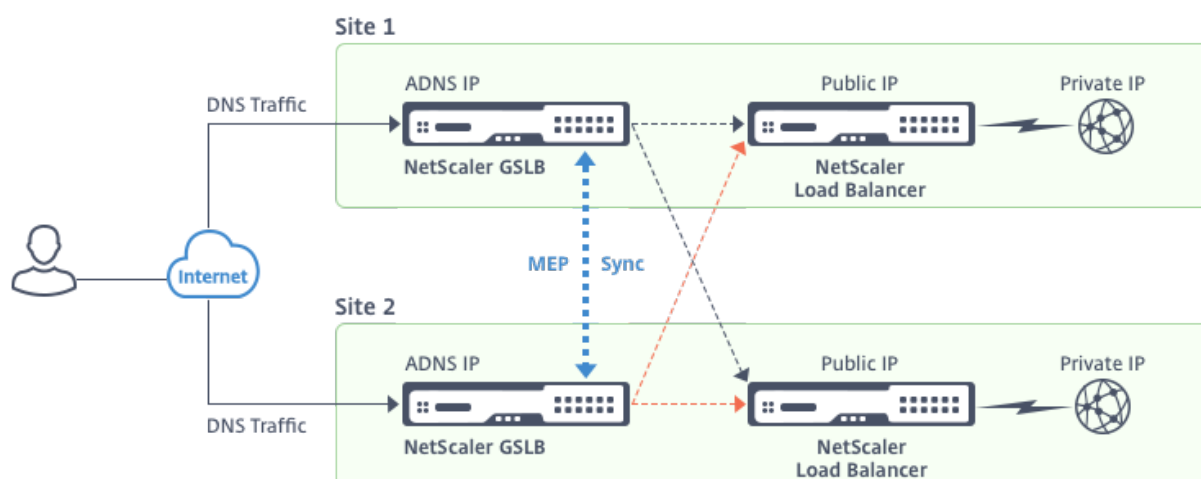 Site 1
ADNS IP
Public IP
Private IP
DNS Traffic
NetScaler GSLB
NetScaler
Load Balancer
MEP Sync
Internet
Site 2
ADNS IP
Public IP
Private IP
DNS Traffic
NetScaler GSLB
NetScaler
Load Balancer